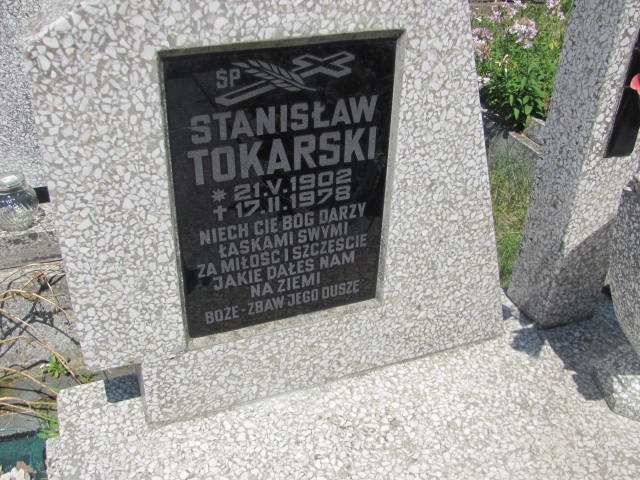 ŚP
STANISŁAW
TOKARSKI
* 21.V.1902
† 17.II.1978
NIECH CIĘ BÓG DARZY
ŁASKAMI SWYMI
ZA MIŁOŚĆ I SZCZĘŚCIE
JAKIE DAŁEŚ NAM
NA ZIEMI
BOŻE - ZBAW JEGO DUSZĘ